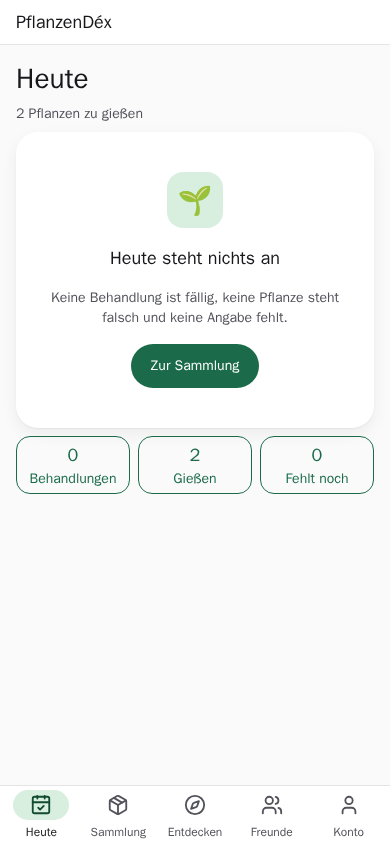 PflanzenDéx
Heute
2 Pflanzen zu gießen
Heute steht nichts an
Keine Behandlung ist fällig, keine Pflanze steht
falsch und keine Angabe fehlt.
Zur Sammlung
0 2 0
Behandlungen Gießen Fehlt noch
Heute Sammlung Entdecken Freunde Konto